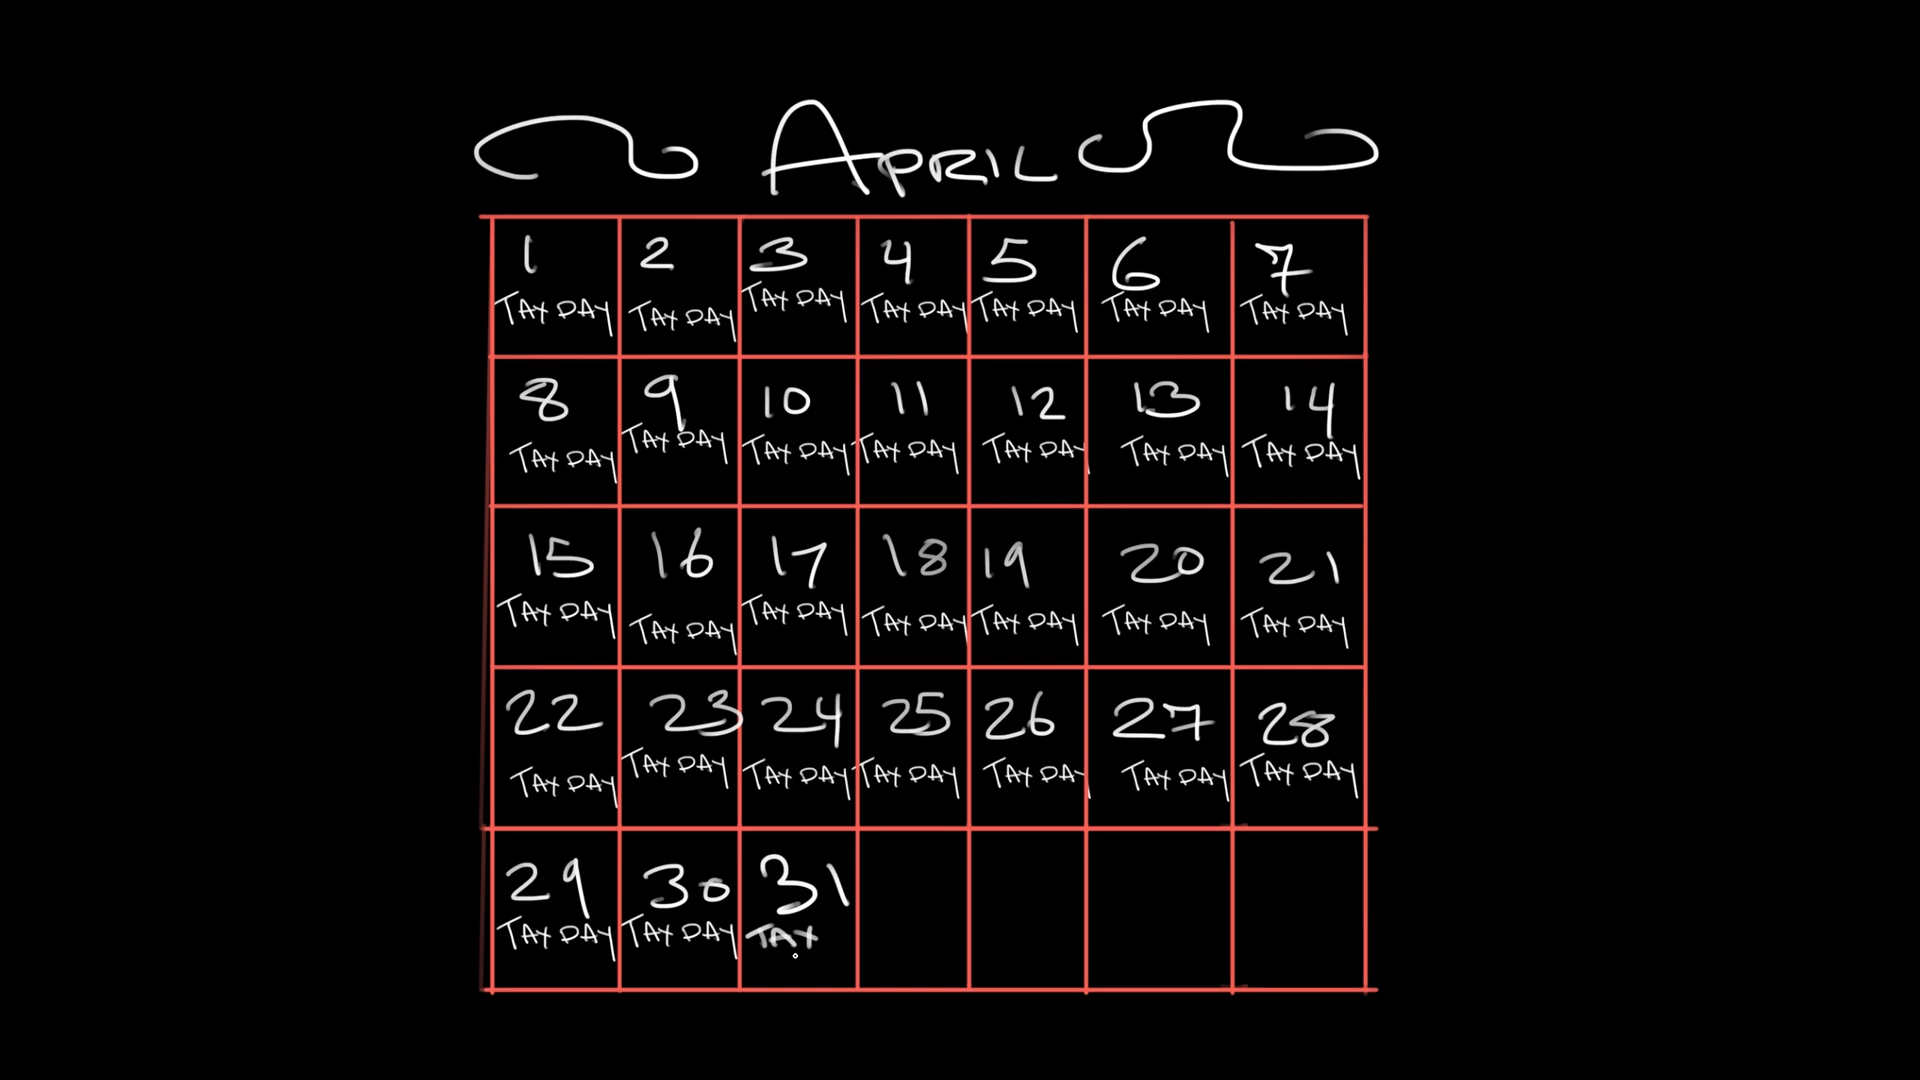 April
1 2 3 4 5 6 7
TAX DAY TAX DAY TAX DAY TAX DAY TAX DAY TAX DAY TAX DAY
8 9 10 11 12 13 14
TAX DAY TAX DAY TAX DAY TAX DAY TAX DAY TAX DAY TAX DAY
15 16 17 18 19 20 21
TAX DAY TAX DAY TAX DAY TAX DAY TAX DAY TAX DAY TAX DAY
22 23 24 25 26 27 28
TAX DAY TAX DAY TAX DAY TAX DAY TAX DAY TAX DAY TAX DAY
29 30 31
TAX DAY TAX DAY TAX